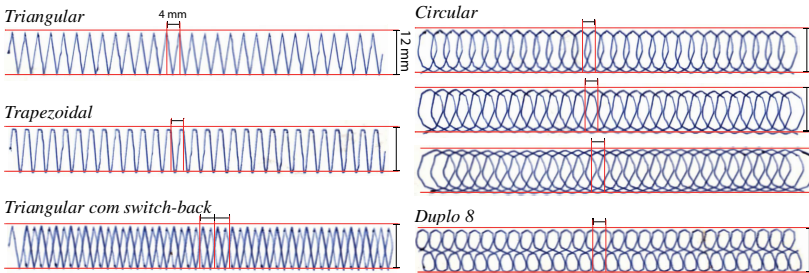 Triangular
4 mm
12 mm
Trapezoidal
Triangular com switch-back
Circular
Duplo 8